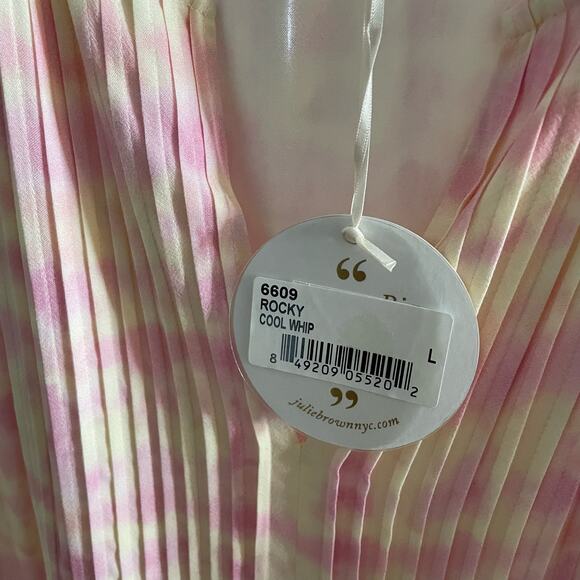 “
6609
ROCKY
COOL WHIP
L
8 49209 05520 2
”
juliebrownnyc.com